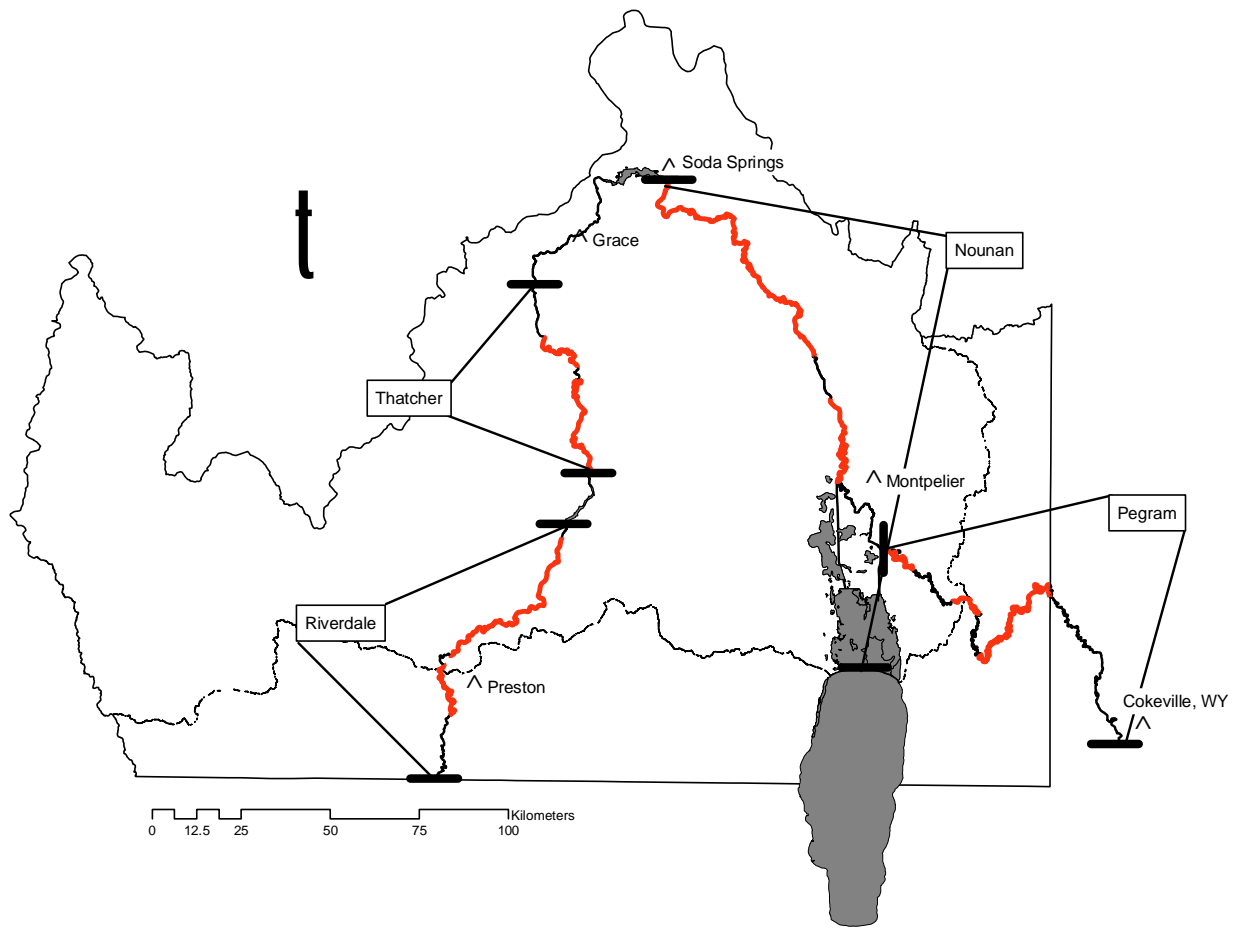 Soda Springs
t
Grace
Nounan
Thatcher
Montpelier
Pegram
Riverdale
Preston
Cokeville, WY
Kilometers
0 12.5 25 50 75 100